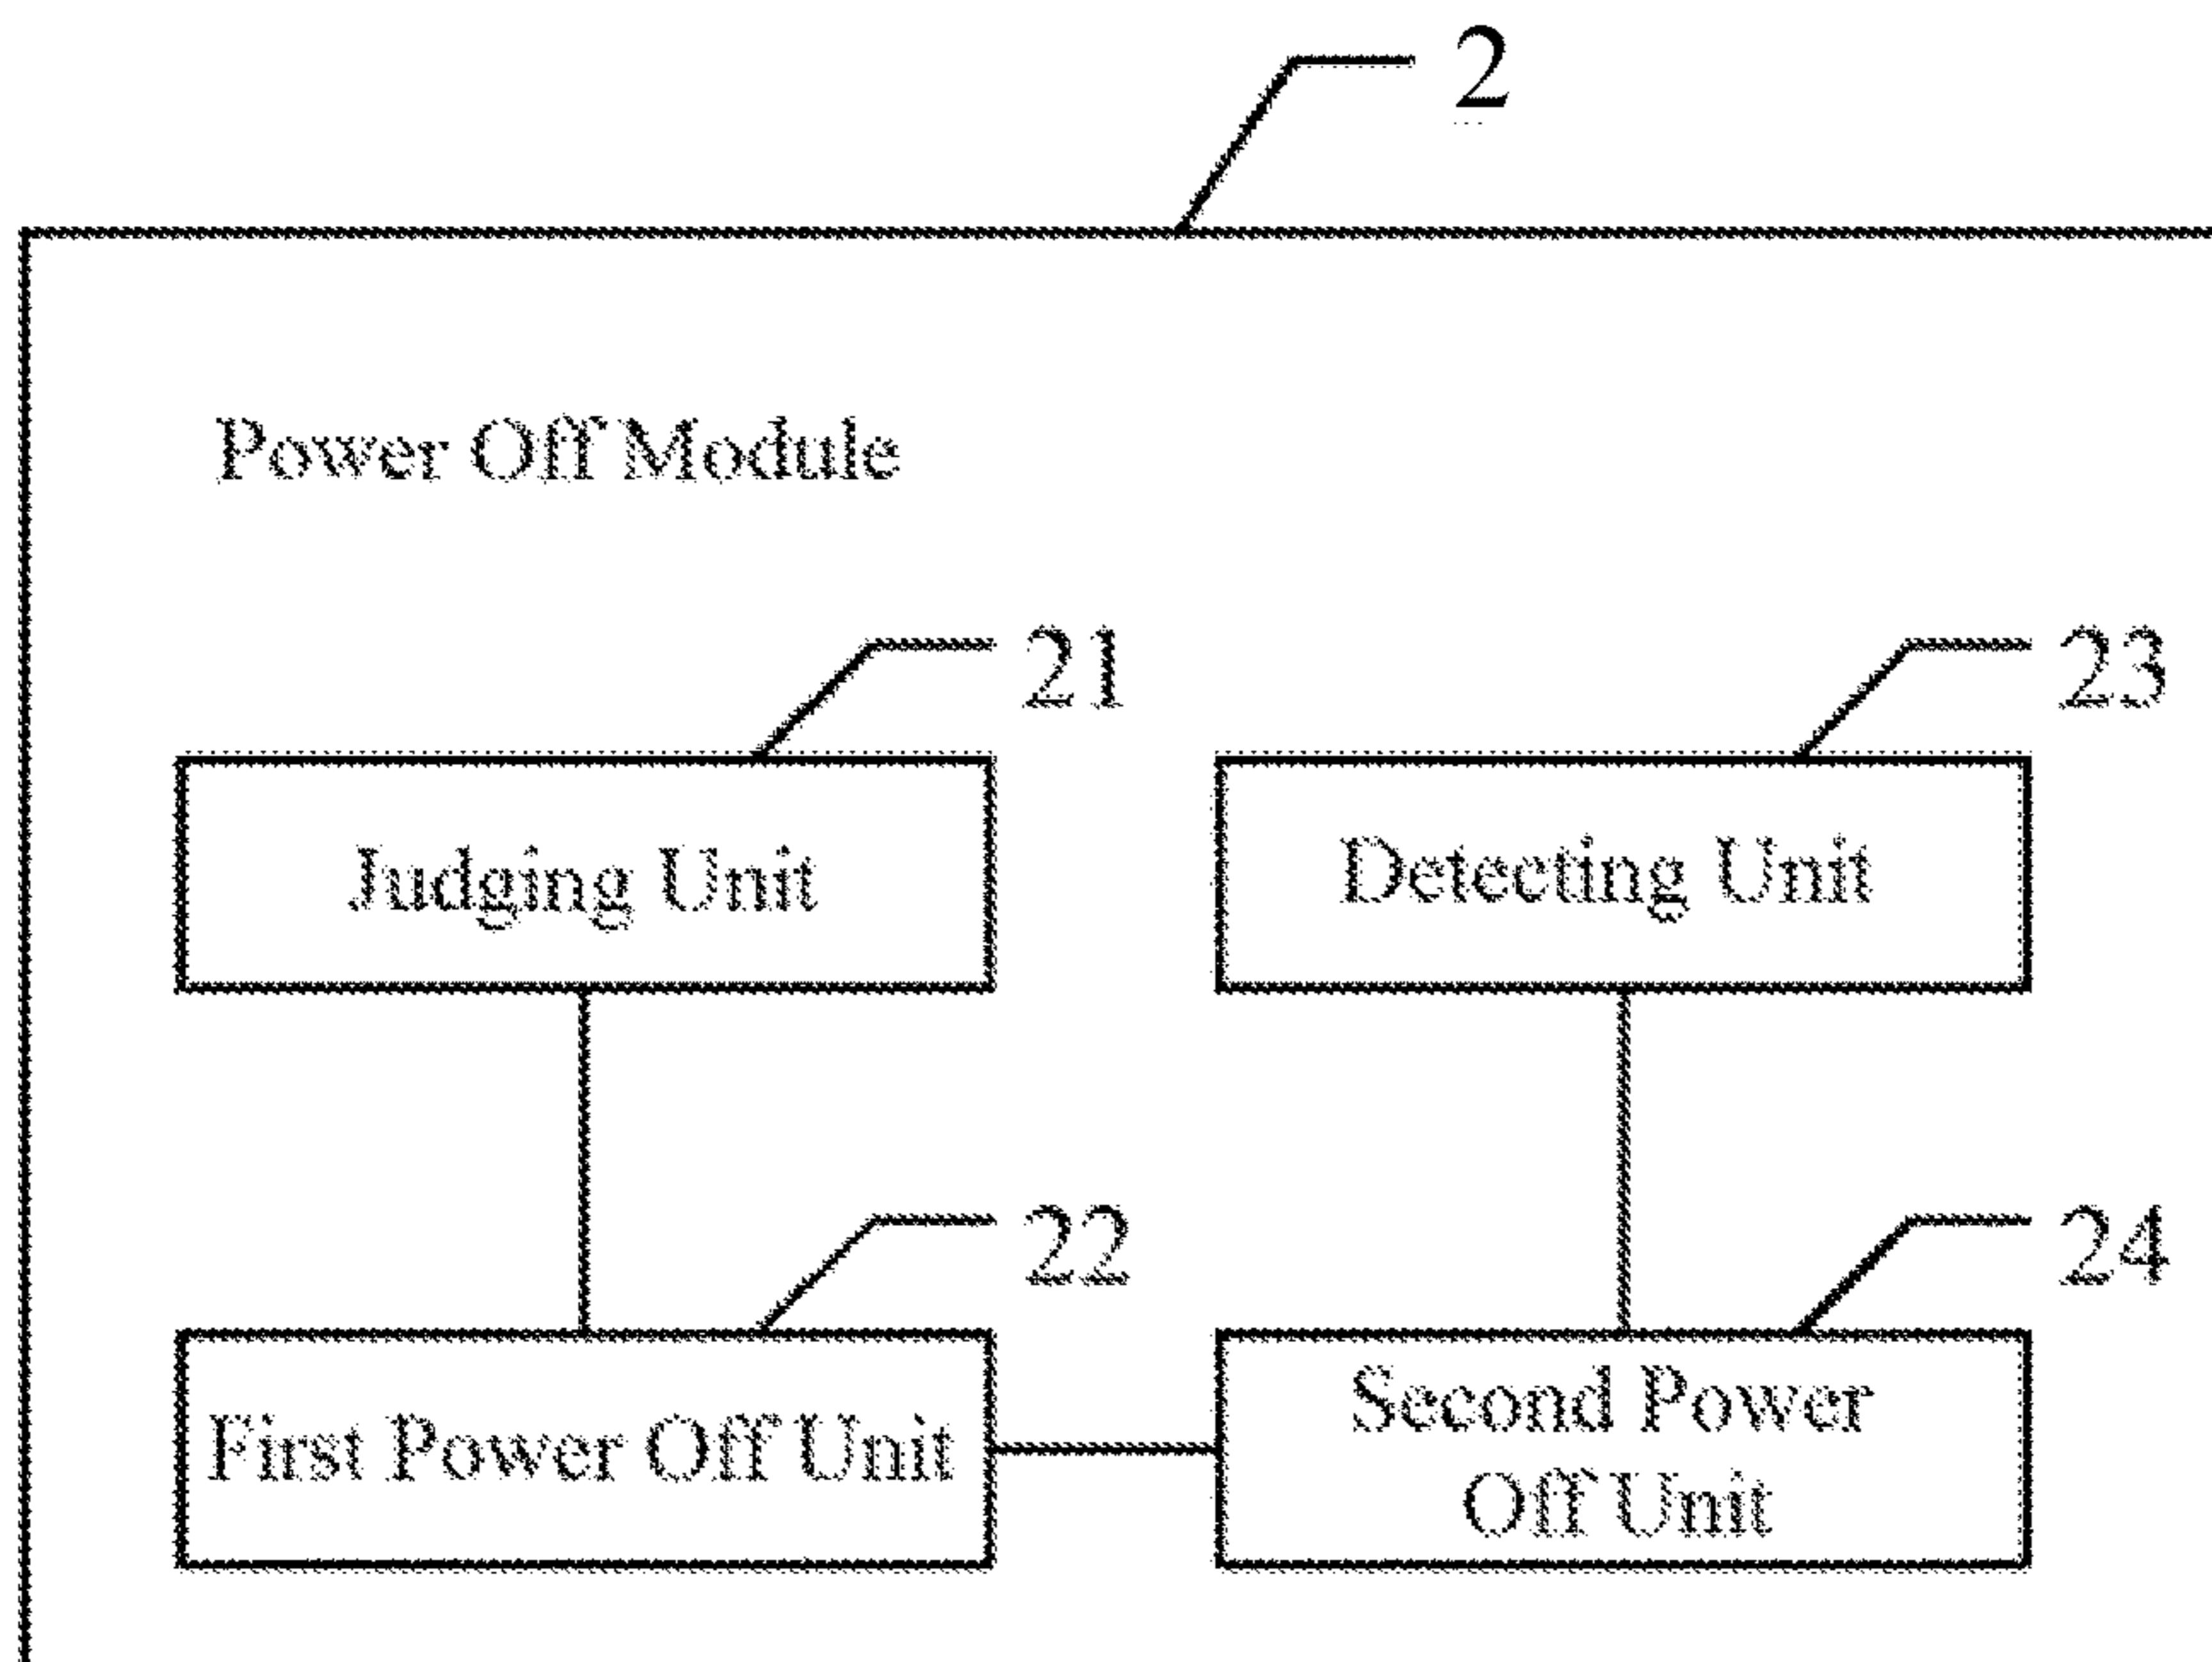 2
Power Off Module
21
23
Judging Unit
Detecting Unit
22
24
First Power Off Unit
Second Power
Off Unit